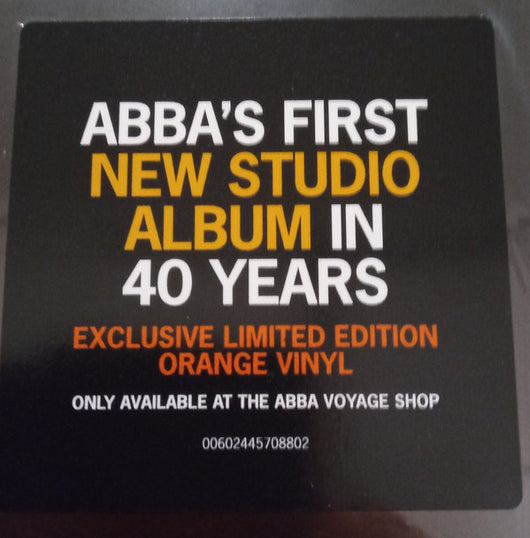 ABBA'S FIRST
NEW STUDIO
ALBUM IN
40 YEARS
EXCLUSIVE LIMITED EDITION
ORANGE VINYL
ONLY AVAILABLE AT THE ABBA VOYAGE SHOP
00602445708802